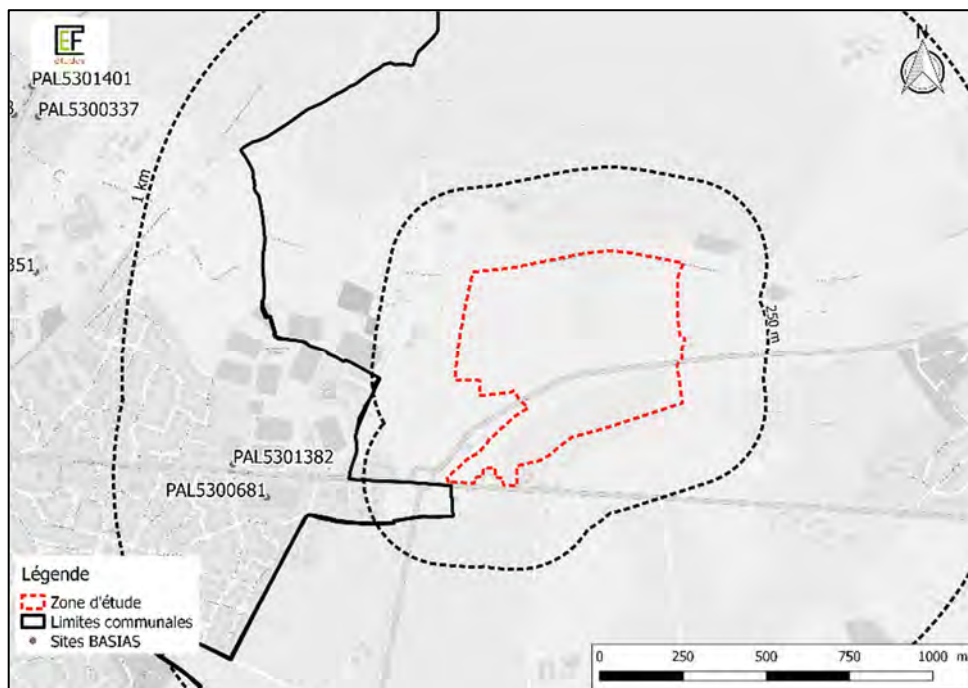 EF
études
N
PAL5301401
PAL5300337
1 km
351
250 m
PAL5301382
PAL5300681
Légende
Zone d'étude
Limites communales
Sites BASIAS
0 250 500 750 1000 m